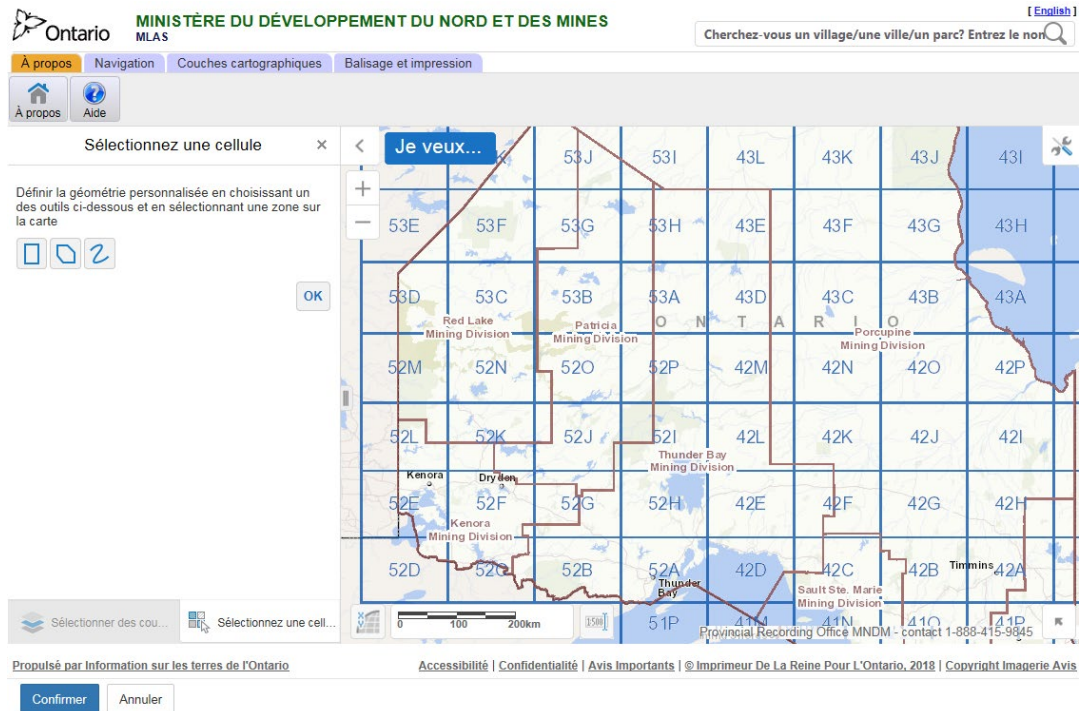 [ English ]
Ontario
MINISTÈRE DU DÉVELOPPEMENT DU NORD ET DES MINES
MLAS
Cherchez-vous un village/une ville/un parc? Entrez le non
À propos Navigation Couches cartographiques Balisage et impression
À propos Aide
Sélectionnez une cellule ×
Définir la géométrie personnalisée en choisissant un
des outils ci-dessous et en sélectionnant une zone sur
la carte
OK
Je veux...
53J 53I 43L 43K 43J 43I
53E 53F 53G 53H 43E 43F 43G 43H
53D 53C 53B 53A 43D 43C 43B 43A
ONTARIO
Red Lake
Mining Division
Patricia
Mining Division
Porcupine
Mining Division
52M 52N 52O 52P 42M 42N 42O 42P
52L 52K 52J 52I 42L 42K 42J 42I
Thunder Bay
Mining Division
Kenora
Dryden
52E 52F 52G 52H 42E 42F 42G 42H
Kenora
Mining Division
52D 52C 52B 52A 42D 42C 42B Timmins 42A
Thunder
Bay
Sault Ste. Marie
Mining Division
51P 41M 41N 41O 41P
0 100 200km
1:500
Provincial Recording Office MNDM - contact 1-888-415-9845
Sélectionner des cou... Sélectionnez une cell...
Propulsé par Information sur les terres de l'Ontario
Accessibilité | Confidentialité | Avis Importants | © Imprimeur De La Reine Pour L'Ontario, 2018 | Copyright Imagerie Avis
Confirmer Annuler